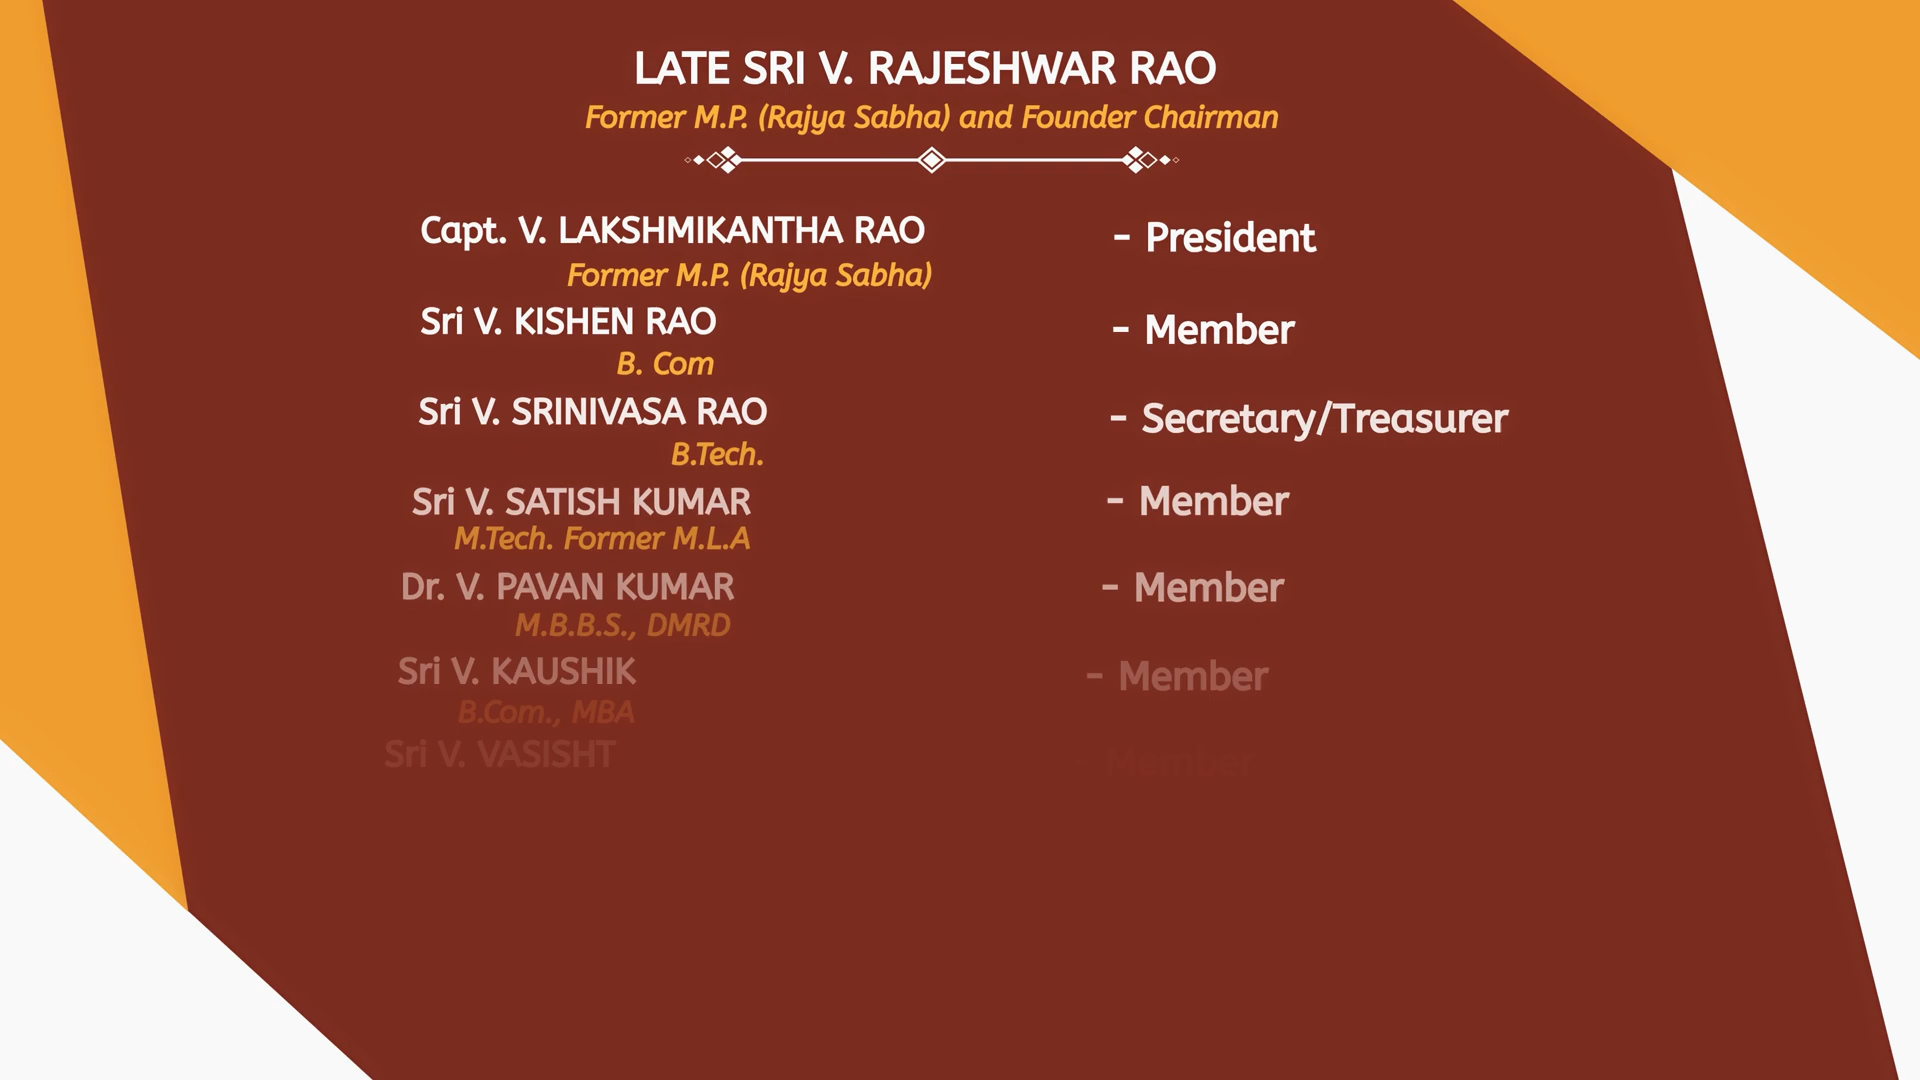 LATE SRI V. RAJESHWAR RAO
Former M.P. (Rajya Sabha) and Founder Chairman
Capt. V. LAKSHMIKANTHA RAO - President
Former M.P. (Rajya Sabha)
Sri V. KISHEN RAO - Member
B. Com
Sri V. SRINIVASA RAO - Secretary/Treasurer
B.Tech.
Sri V. SATISH KUMAR - Member
M.Tech. Former M.L.A
Dr. V. PAVAN KUMAR - Member
M.B.B.S., DMRD
Sri V. KAUSHIK - Member
B.Com., MBA
Sri V. VASISHT - Member